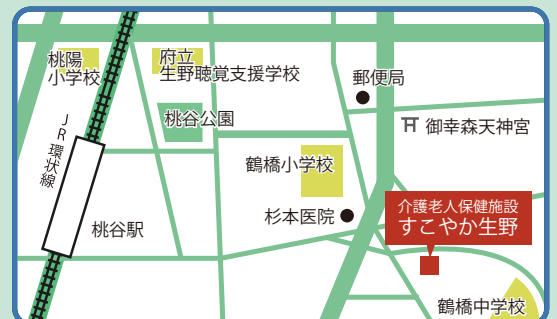 桃陽
小学校
府立
生野聴覚支援学校
郵便局
桃谷公園
御幸森天神宮
JR環状線
鶴橋小学校
介護老人保健施設
すこやか生野
杉本医院
桃谷駅
鶴橋中学校